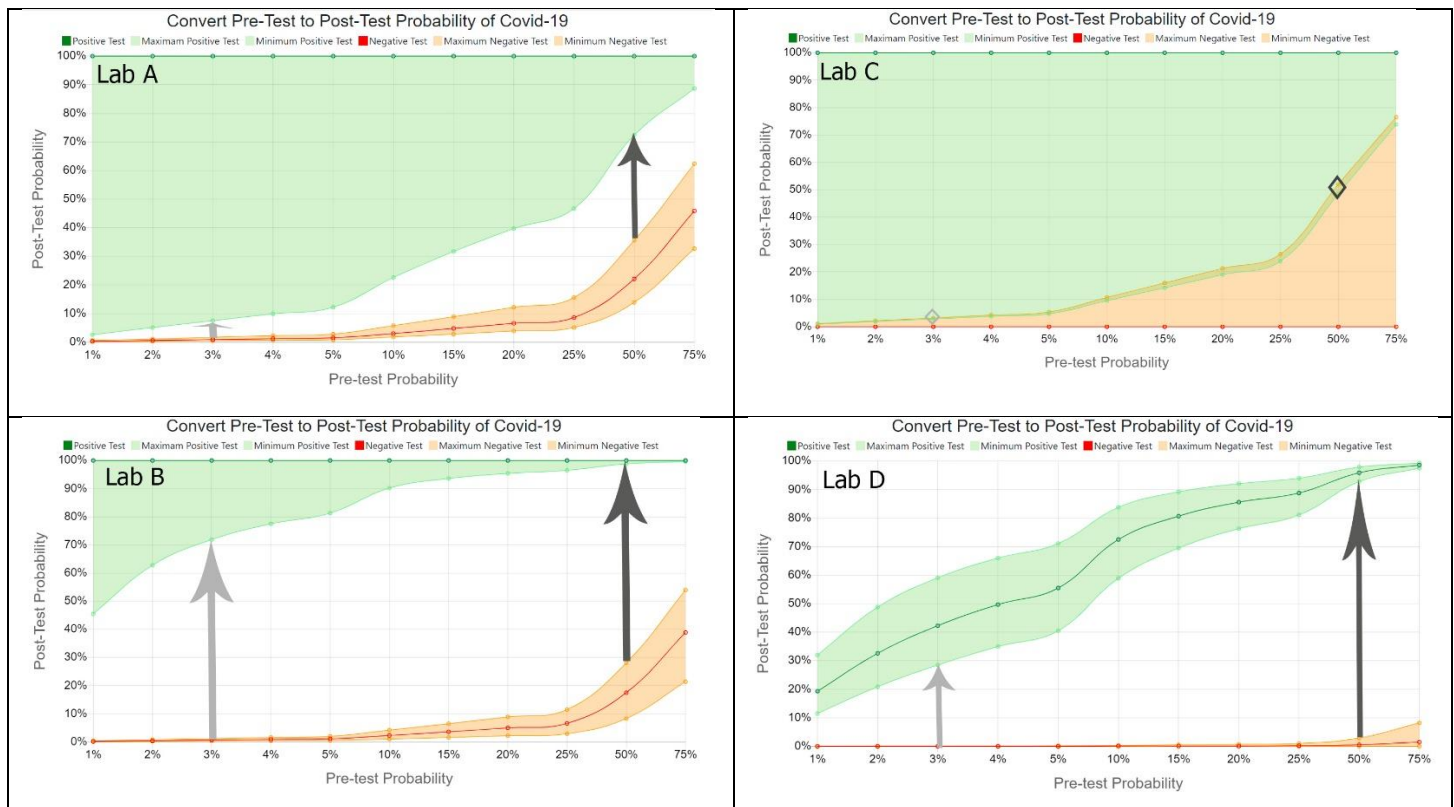 Convert Pre-Test to Post-Test Probability of Covid-19
Positive Test Maximam Positive Test Minimum Positive Test Negative Test Maximum Negative Test Minimum Negative Test
Lab A
100%
90%
80%
70%
60%
50%
40%
30%
20%
10%
0%
Post-Test Probability
1% 2% 3% 4% 5% 10% 15% 20% 25% 50% 75%
Pre-test Probability
Convert Pre-Test to Post-Test Probability of Covid-19
Positive Test Maximam Positive Test Minimum Positive Test Negative Test Maximum Negative Test Minimum Negative Test
Lab C
100%
90%
80%
70%
60%
50%
40%
30%
20%
10%
0%
Post-Test Probability
1% 2% 3% 4% 5% 10% 15% 20% 25% 50% 75%
Pre-test Probability
Convert Pre-Test to Post-Test Probability of Covid-19
Positive Test Maximam Positive Test Minimum Positive Test Negative Test Maximum Negative Test Minimum Negative Test
Lab B
100%
90%
80%
70%
60%
50%
40%
30%
20%
10%
0%
Post-Test Probability
1% 2% 3% 4% 5% 10% 15% 20% 25% 50% 75%
Pre-test Probability
Convert Pre-Test to Post-Test Probability of Covid-19
Positive Test Maximam Positive Test Minimum Positive Test Negative Test Maximum Negative Test Minimum Negative Test
Lab D
100%
90%
80%
70%
60%
50%
40%
30%
20%
10%
0%
Post-Test Probability
1% 2% 3% 4% 5% 10% 15% 20% 25% 50% 75%
Pre-test Probability